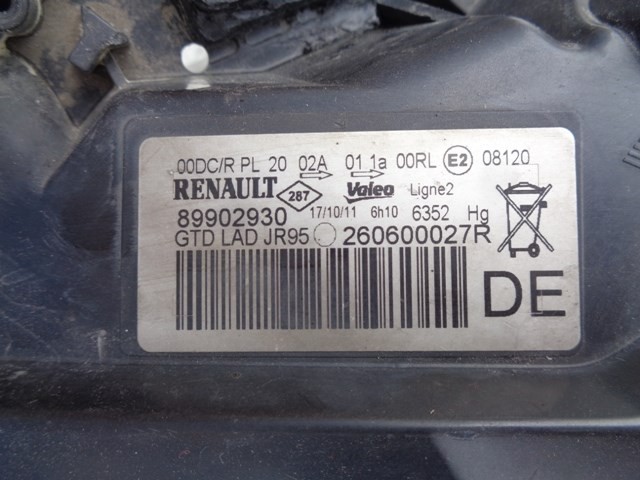 00DC/R PL 20 02A 01 1a 00RL E2 08120
RENAULT 287 Valeo Ligne2
89902930 17/10/11 6h10 6352 Hg
GTD LAD JR95 260600027R
DE